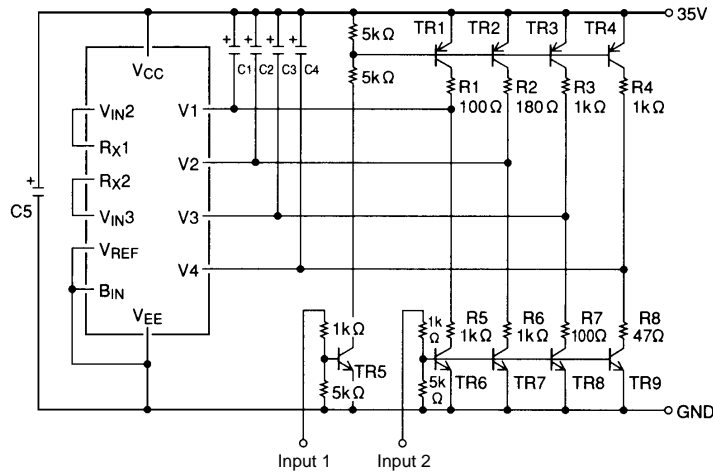 35V
5kΩ
TR1
TR2
TR3
TR4
+
+
+
+
C1
C2
C3
C4
VCC
5kΩ
R1
100Ω
R2
180Ω
R3
1kΩ
R4
1kΩ
VIN2
V1
RX1
RX2
V2
+
C5
VIN3
V3
VREF
V4
BIN
VEE
1kΩ
1k
Ω
R5
1kΩ
R6
1kΩ
R7
100Ω
R8
47Ω
TR5
TR6
TR7
TR8
TR9
5kΩ
5k
Ω
GND
Input 1
Input 2